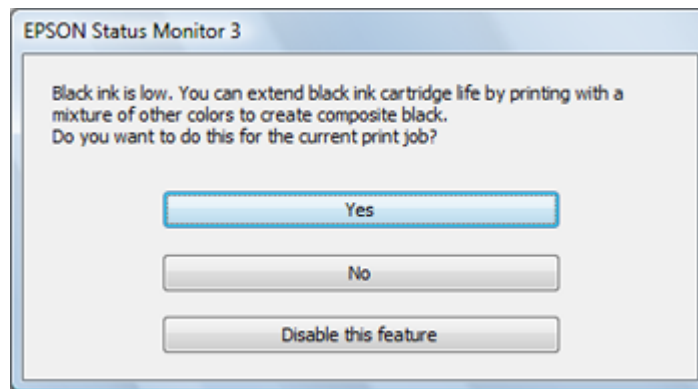 EPSON Status Monitor 3
Black ink is low. You can extend black ink cartridge life by printing with a
mixture of other colors to create composite black.
Do you want to do this for the current print job?
Yes
No
Disable this feature